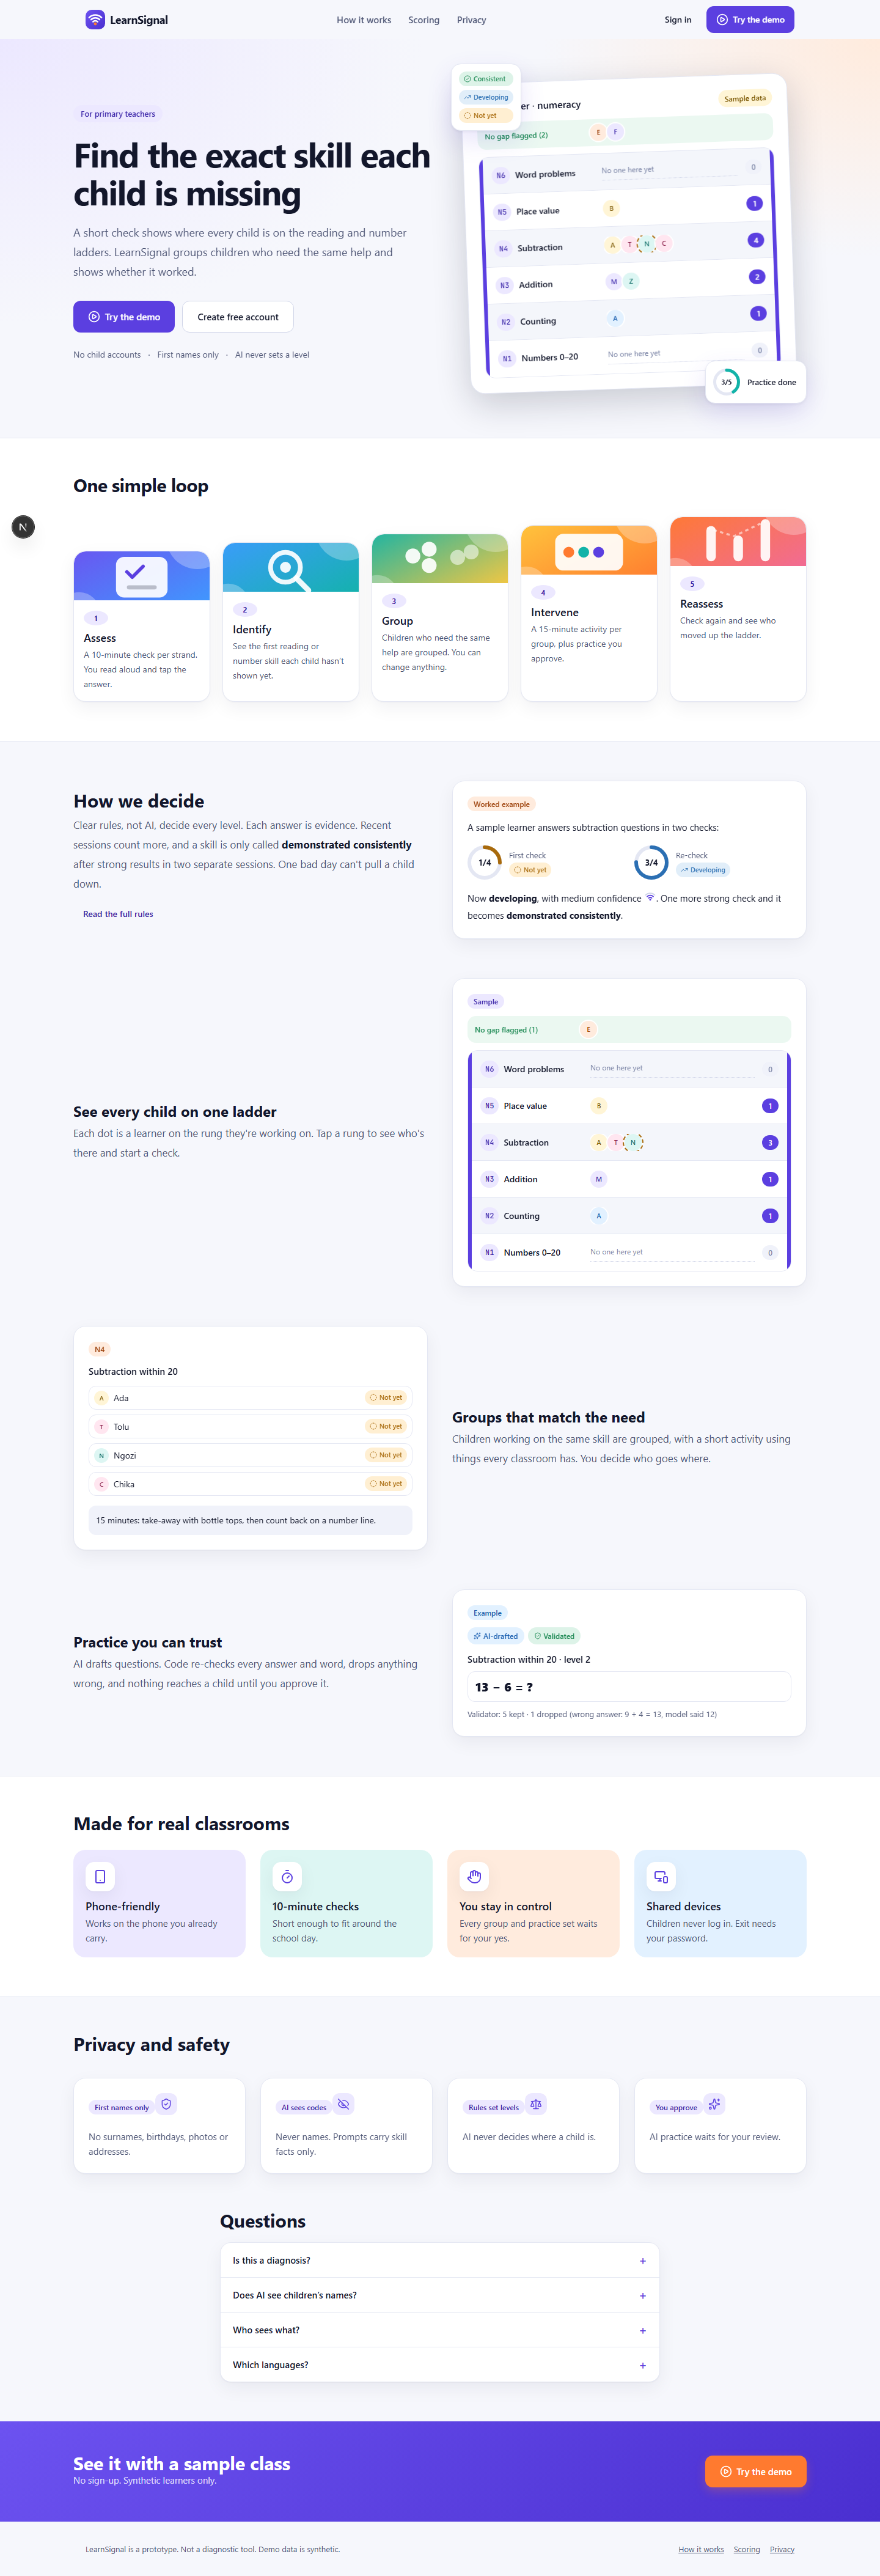 LearnSignal
How it works
Scoring
Privacy
Sign in
Try the demo
For primary teachers
Find the exact skill each
child is missing
A short check shows where every child is on the reading and number
ladders. LearnSignal groups children who need the same help and
shows whether it worked.
Try the demo
Create free account
No child accounts · First names only · AI never sets a level
Consistent
Developing
Not yet
· numeracy
Sample data
No gap flagged (2)
E
F
N6 Word problems No one here yet 0
N5 Place value B 1
N4 Subtraction A T N C 4
N3 Addition M Z 2
N2 Counting A 1
N1 Numbers 0–20 No one here yet 0
3/5 Practice done
One simple loop
N
1
Assess
A 10-minute check per strand.
You read aloud and tap the
answer.
2
Identify
See the first reading or
number skill each child hasn't
shown yet.
3
Group
Children who need the same
help are grouped. You can
change anything.
4
Intervene
A 15-minute activity per
group, plus practice you
approve.
5
Reassess
Check again and see who
moved up the ladder.
How we decide
Clear rules, not AI, decide every level. Each answer is evidence. Recent
sessions count more, and a skill is only called demonstrated consistently
after strong results in two separate sessions. One bad day can't pull a child
down.
Read the full rules
Worked example
A sample learner answers subtraction questions in two checks:
1/4
First check
Not yet
3/4
Re-check
Developing
Now developing, with medium confidence . One more strong check and it
becomes demonstrated consistently.
See every child on one ladder
Each dot is a learner on the rung they're working on. Tap a rung to see who's
there and start a check.
Sample
No gap flagged (1) E
N6 Word problems No one here yet 0
N5 Place value B 1
N4 Subtraction A T N 3
N3 Addition M 1
N2 Counting A 1
N1 Numbers 0–20 No one here yet 0
N4
Subtraction within 20
A Ada Not yet
T Tolu Not yet
N Ngozi Not yet
C Chika Not yet
15 minutes: take-away with bottle tops, then count back on a number line.
Groups that match the need
Children working on the same skill are grouped, with a short activity using
things every classroom has. You decide who goes where.
Practice you can trust
AI drafts questions. Code re-checks every answer and word, drops anything
wrong, and nothing reaches a child until you approve it.
Example
AI-drafted
Validated
Subtraction within 20 · level 2
13 − 6 = ?
Validator: 5 kept · 1 dropped (wrong answer: 9 + 4 = 13, model said 12)
Made for real classrooms
Phone-friendly
Works on the phone you already
carry.
10-minute checks
Short enough to fit around the
school day.
You stay in control
Every group and practice set waits
for your yes.
Shared devices
Children never log in. Exit needs
your password.
Privacy and safety
First names only
No surnames, birthdays, photos or
addresses.
AI sees codes
Never names. Prompts carry skill
facts only.
Rules set levels
AI never decides where a child is.
You approve
AI practice waits for your review.
Questions
Is this a diagnosis? +
Does AI see children's names? +
Who sees what? +
Which languages? +
See it with a sample class
No sign-up. Synthetic learners only.
Try the demo
LearnSignal is a prototype. Not a diagnostic tool. Demo data is synthetic.
How it works
Scoring
Privacy